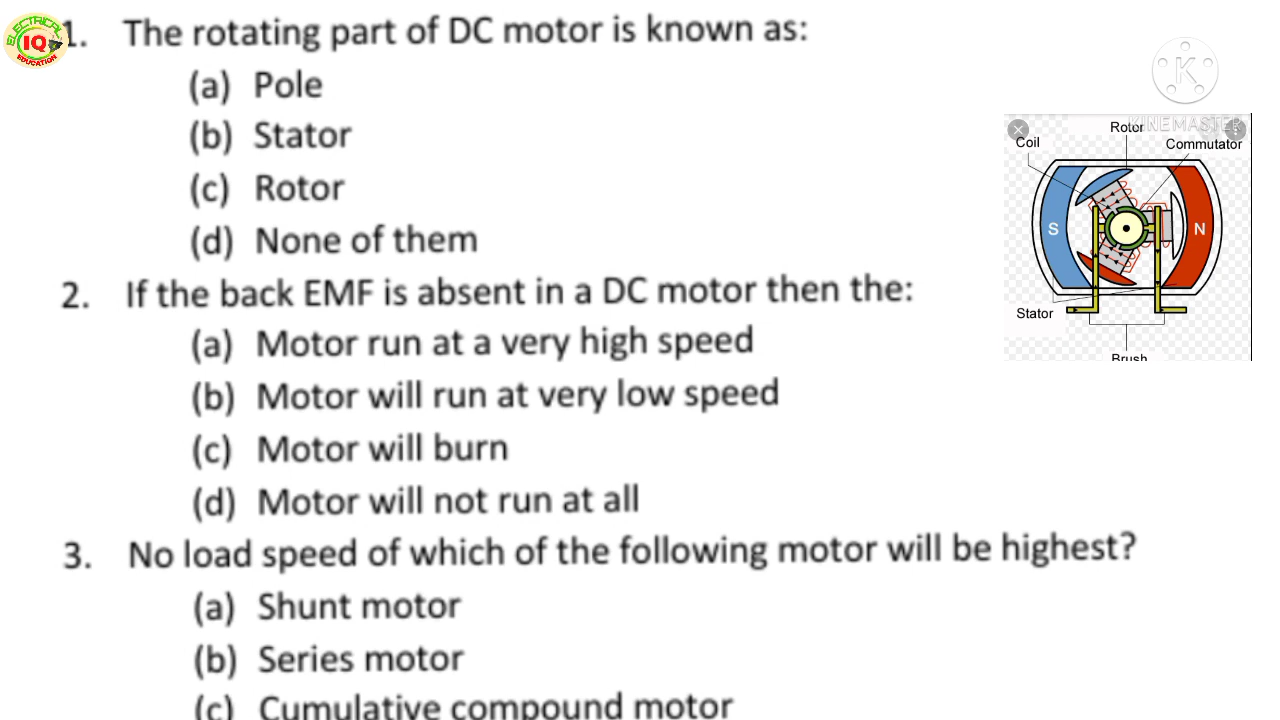 ELECTRICAL
IQ
EDUCATION
1. The rotating part of DC motor is known as:
(a) Pole
(b) Stator
(c) Rotor
(d) None of them
2. If the back EMF is absent in a DC motor then the:
(a) Motor run at a very high speed
(b) Motor will run at very low speed
(c) Motor will burn
(d) Motor will not run at all
3. No load speed of which of the following motor will be highest?
(a) Shunt motor
(b) Series motor
(c) Cumulative compound motor
K
KINEMASTER
Rotor
Coil
Commutator
S
N
Stator
Brush